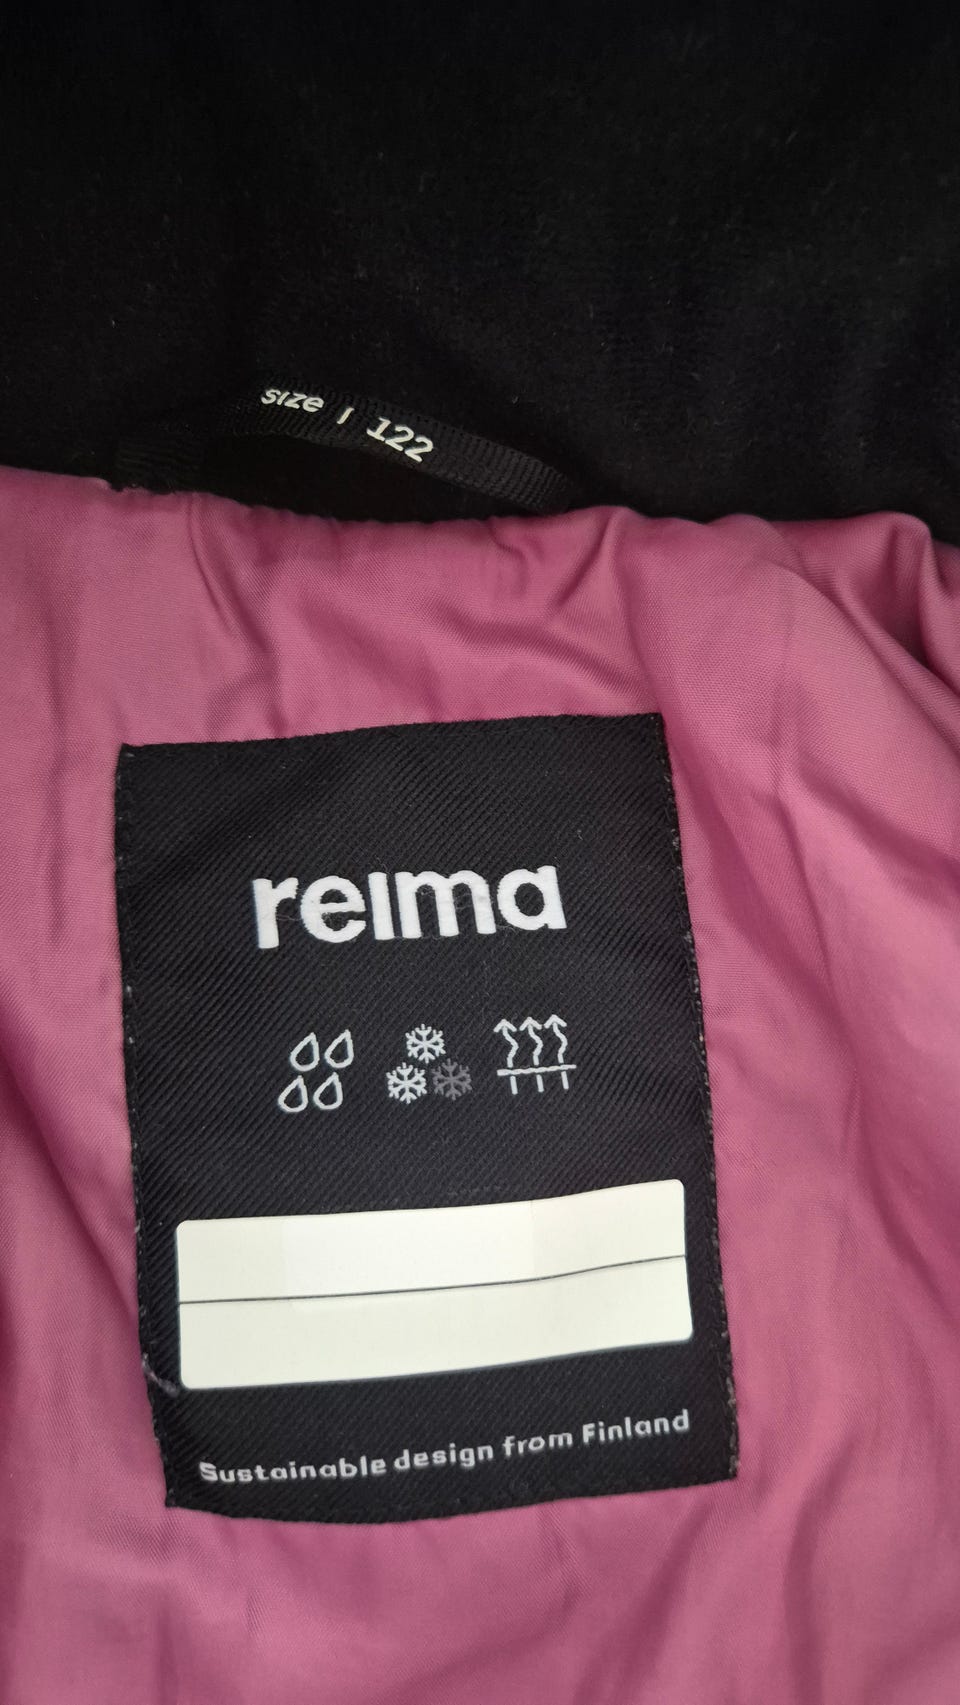 size | 122
reima
Sustainable design from Finland